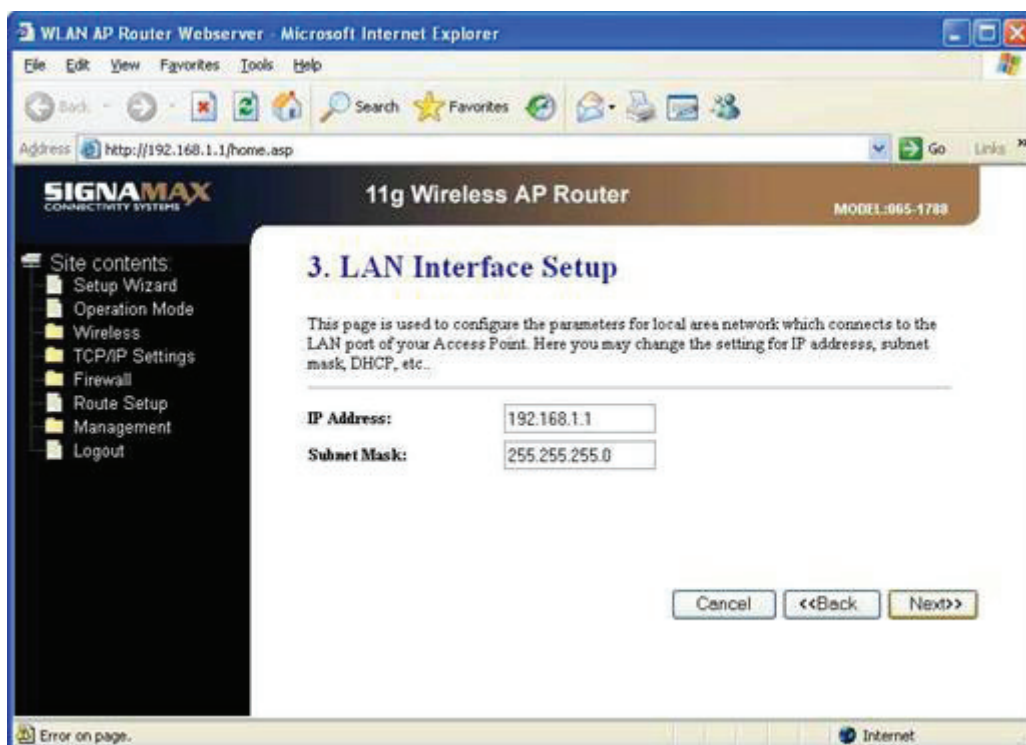 WLAN AP Router Webserver - Microsoft Internet Explorer
File Edit View Favorites Tools Help
Back Search Favorites
Address http://192.168.1.1/home.asp Go Links »
SIGNAMAX
CONNECTIVITY SYSTEMS
11g Wireless AP Router
MODEL:065-1788
Site contents:
Setup Wizard
Operation Mode
Wireless
TCP/IP Settings
Firewall
Route Setup
Management
Logout
3. LAN Interface Setup
This page is used to configure the parameters for local area network which connects to the
LAN port of your Access Point. Here you may change the setting for IP addresss, subnet
mask, DHCP, etc..
IP Address: 192.168.1.1
Subnet Mask: 255.255.255.0
Cancel <<Back Next>>
Error on page. Internet